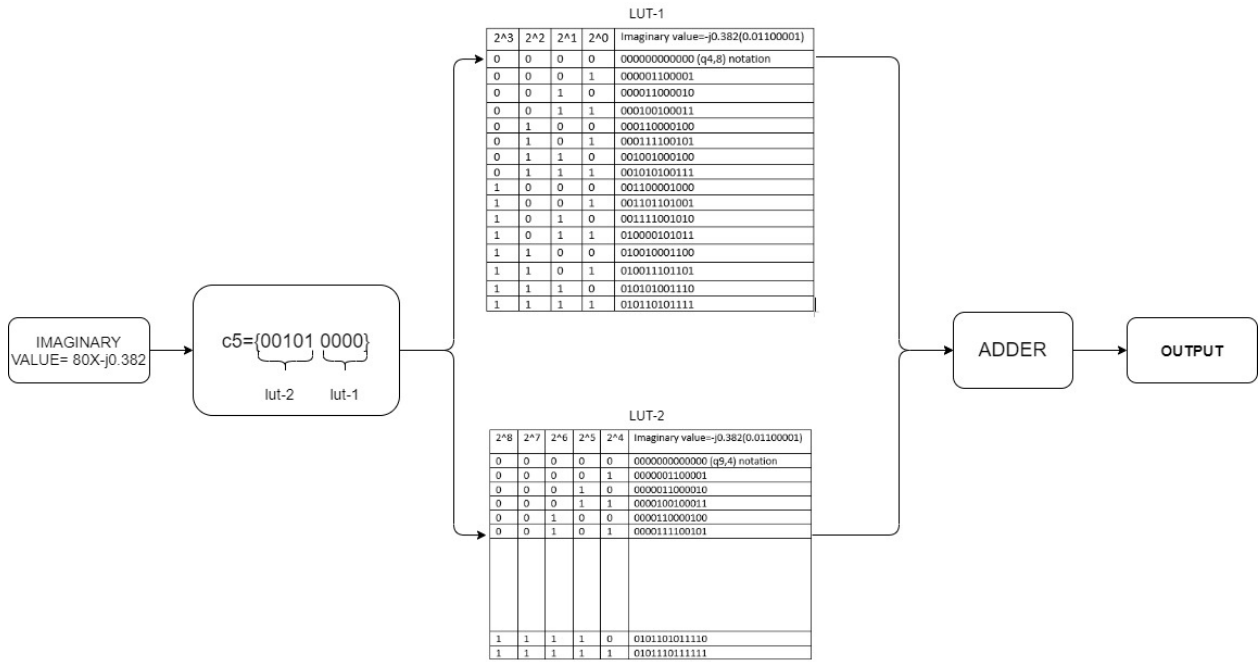 LUT-1
2^3 2^2 2^1 2^0 Imaginary value=-j0.382(0.01100001)
0 0 0 0 000000000000 (q4,8) notation
0 0 0 1 000001100001
0 0 1 0 000011000010
0 0 1 1 000100100011
0 1 0 0 000110000100
0 1 0 1 000111100101
0 1 1 0 001001000100
0 1 1 1 001010100111
1 0 0 0 001100001000
1 0 0 1 001101101001
1 0 1 0 001111001010
1 0 1 1 010000101011
1 1 0 0 010010001100
1 1 0 1 010011101101
1 1 1 0 010101001110
1 1 1 1 010110101111
IMAGINARY
VALUE= 80X-j0.382
c5={00101 0000}
lut-2 lut-1
ADDER
OUTPUT
LUT-2
2^8 2^7 2^6 2^5 2^4 Imaginary value=-j0.382(0.01100001)
0 0 0 0 0 0000000000000 (q9,4) notation
0 0 0 0 1 0000001100001
0 0 0 1 0 0000011000010
0 0 0 1 1 0000100100011
0 0 1 0 0 0000110000100
0 0 1 0 1 0000111100101
1 1 1 1 0 0101101011110
1 1 1 1 1 0101110111111